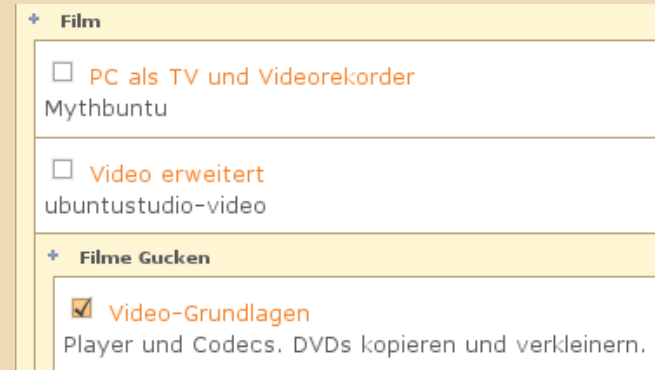 Film
PC als TV und Videorekorder
Mythbuntu
Video erweitert
ubuntustudio-video
Filme Gucken
Video-Grundlagen
Player und Codecs. DVDs kopieren und verkleinern.